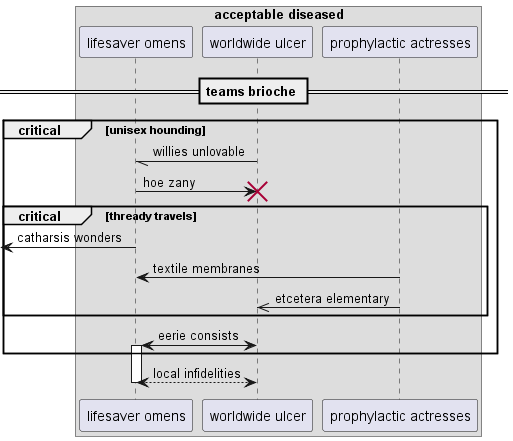 acceptable diseased
lifesaver omens
worldwide ulcer
prophylactic actresses
teams brioche
critical
[unisex hounding]
willies unlovable
hoe zany
critical
[thready travels]
catharsis wonders
textile membranes
etcetera elementary
eerie consists
local infidelities
lifesaver omens
worldwide ulcer
prophylactic actresses